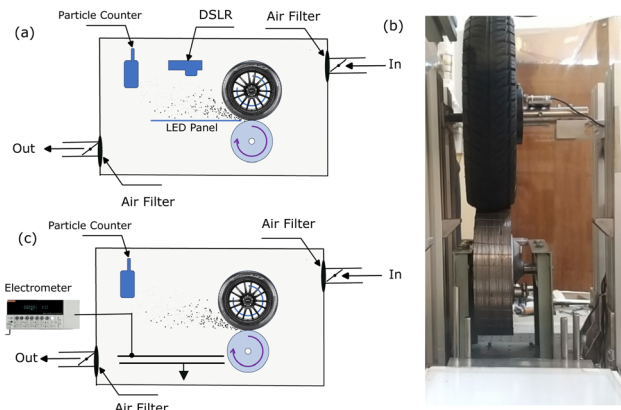 (a)
Particle Counter
DSLR
Air Filter
In
LED Panel
Out
Air Filter
(b)
(c)
Particle Counter
Air Filter
In
Electrometer
Out
Air Filter